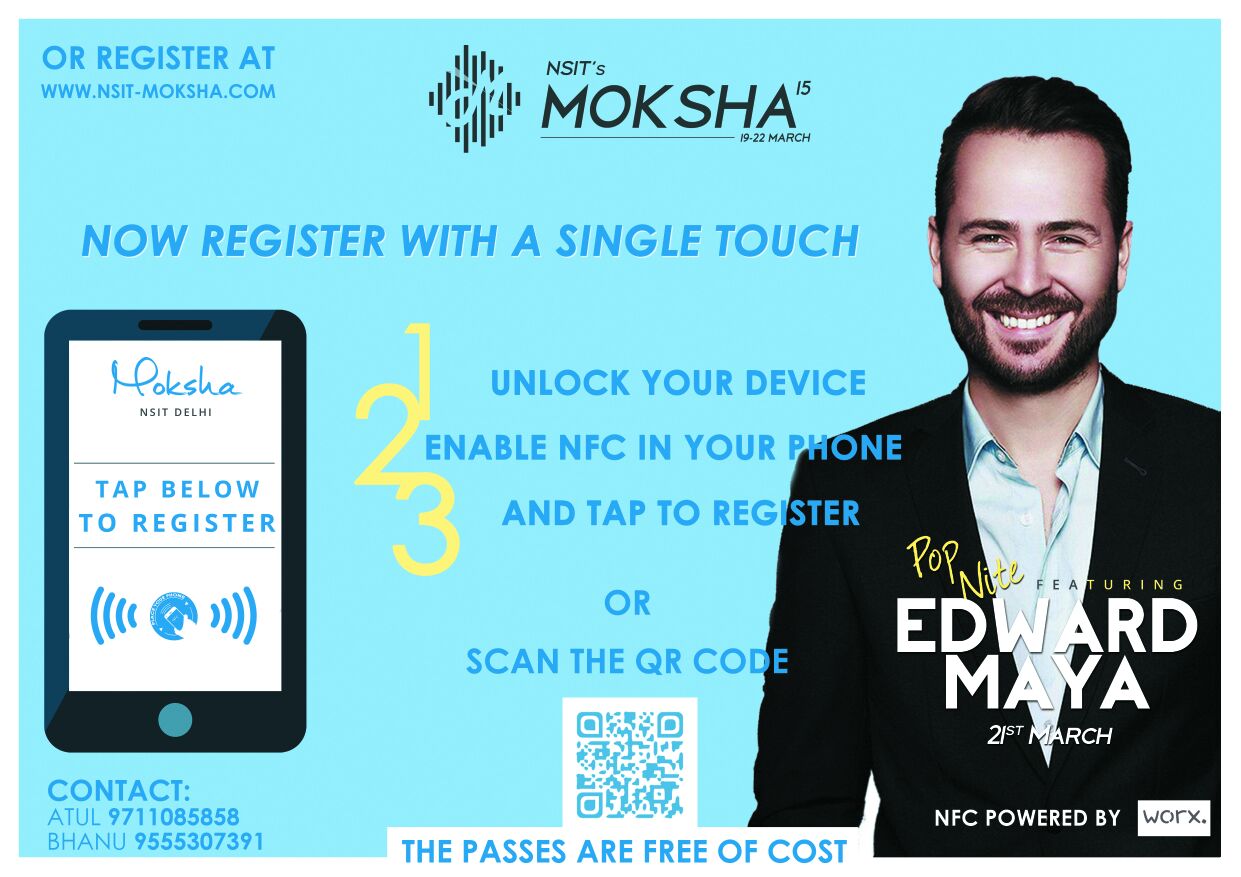 OR REGISTER AT
WWW.NSIT-MOKSHA.COM
NSIT's
MOKSHA 15
19-22 MARCH
NOW REGISTER WITH A SINGLE TOUCH
Moksha
NSIT DELHI
TAP BELOW
TO REGISTER
1 UNLOCK YOUR DEVICE
2 ENABLE NFC IN YOUR PHONE
3 AND TAP TO REGISTER
OR
SCAN THE QR CODE
POP
Nite FEATURING
EDWARD
MAYA
21ST MARCH
CONTACT:
ATUL 9711085858
BHANU 9555307391
THE PASSES ARE FREE OF COST
NFC POWERED BY worx.